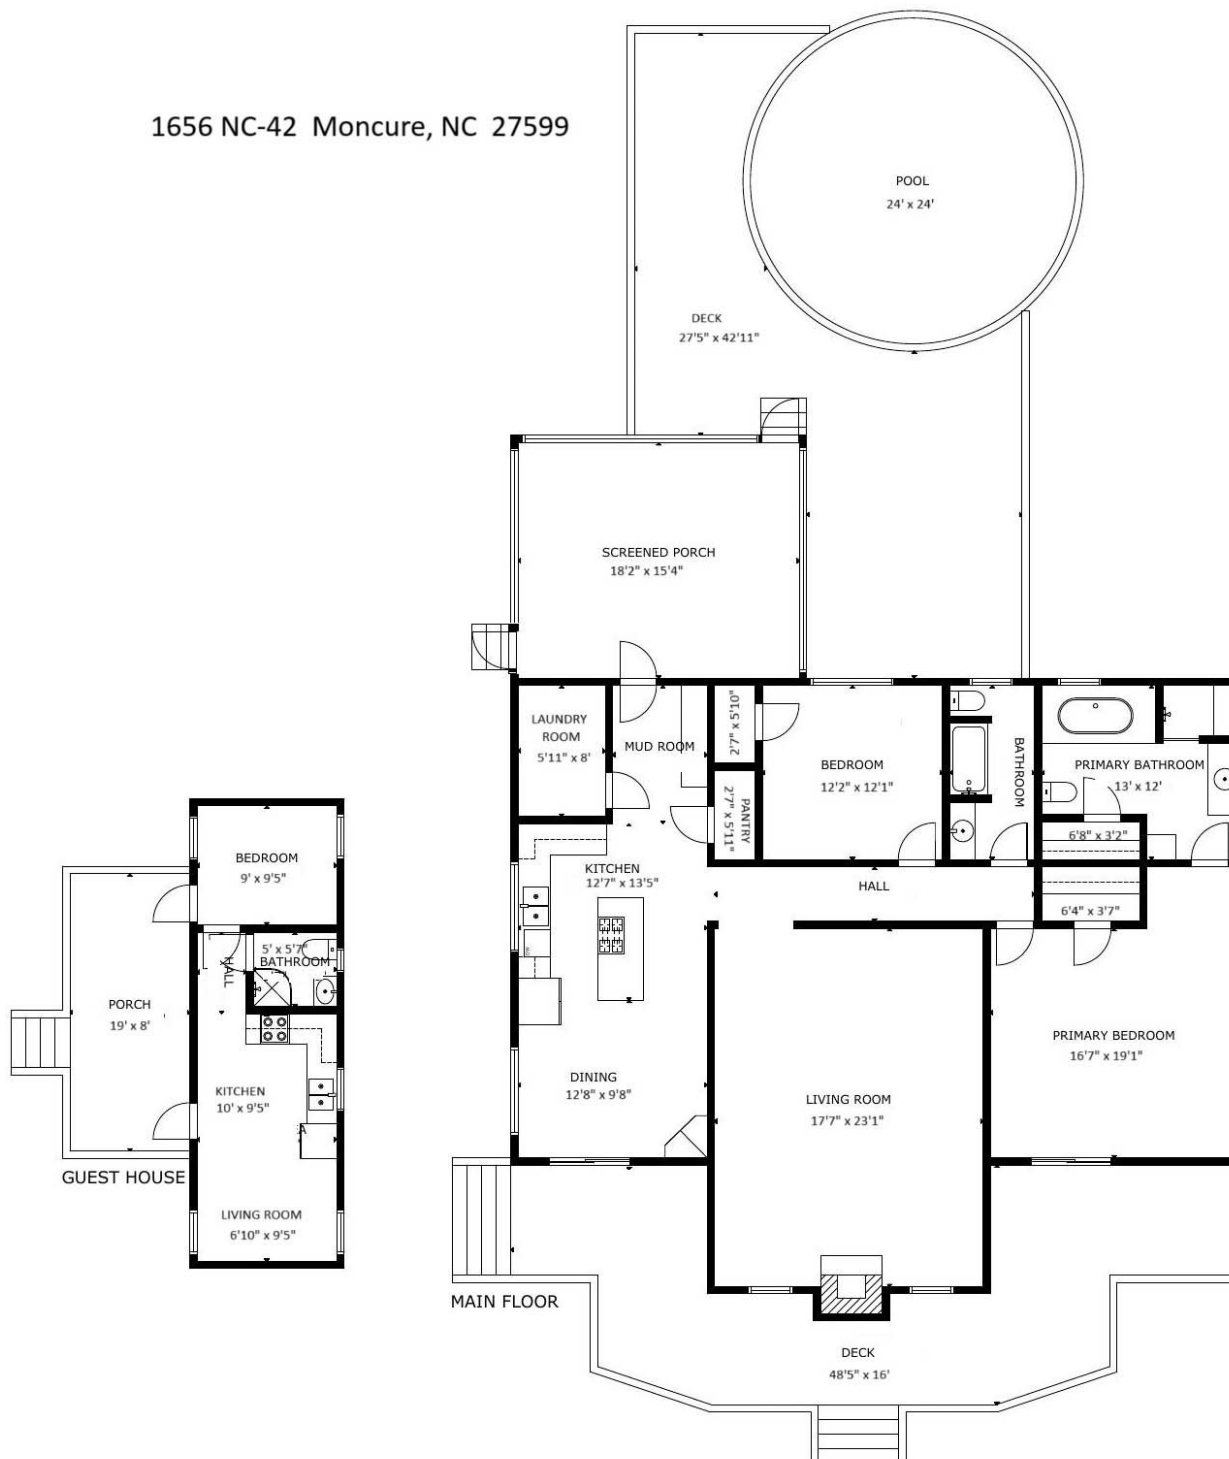 1656 NC-42 Moncure, NC 27599
POOL
24' x 24'
DECK
27'5" x 42'11"
SCREENED PORCH
18'2" x 15'4"
LAUNDRY
ROOM
5'11" x 8'
MUD ROOM
2'7" x 5'10"
PANTRY
2'7" x 5'11"
BEDROOM
12'2" x 12'1"
BATHROOM
PRIMARY BATHROOM
13' x 12'
6'8" x 3'2"
6'4" x 3'7"
HALL
KITCHEN
12'7" x 13'5"
DINING
12'8" x 9'8"
LIVING ROOM
17'7" x 23'1"
PRIMARY BEDROOM
16'7" x 19'1"
DECK
48'5" x 16'
MAIN FLOOR
BEDROOM
9' x 9'5"
5' x 5'7"
BATHROOM
HALL
PORCH
19' x 8'
KITCHEN
10' x 9'5"
A
LIVING ROOM
6'10" x 9'5"
GUEST HOUSE